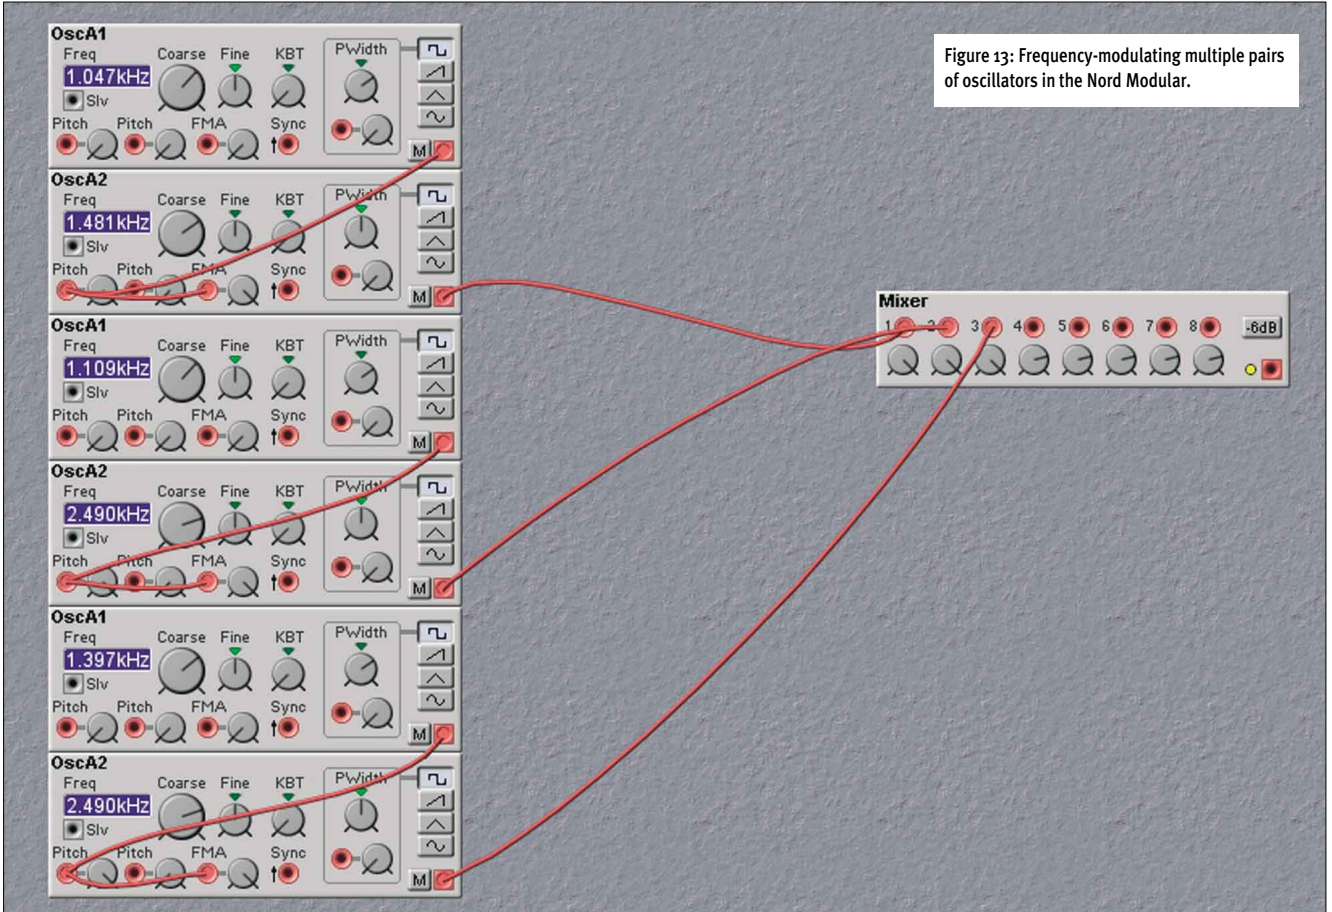 Figure 13: Frequency-modulating multiple pairs
of oscillators in the Nord Modular.
OscA1
Freq Coarse Fine KBT PWidth
1.047kHz
Slv
Pitch Pitch FMA Sync
M
OscA2
Freq Coarse Fine KBT PWidth
1.481kHz
Slv
Pitch Pitch FMA Sync
M
OscA1
Freq Coarse Fine KBT PWidth
1.109kHz
Slv
Pitch Pitch FMA Sync
M
OscA2
Freq Coarse Fine KBT PWidth
2.490kHz
Slv
Pitch Pitch FMA Sync
M
OscA1
Freq Coarse Fine KBT PWidth
1.397kHz
Slv
Pitch Pitch FMA Sync
M
OscA2
Freq Coarse Fine KBT PWidth
2.490kHz
Slv
Pitch Pitch FMA Sync
M
Mixer
1 2 3 4 5 6 7 8 -6dB